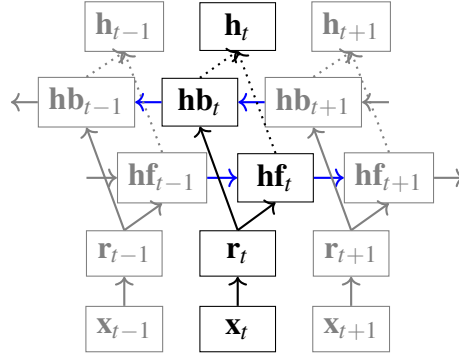 h_{t−1} h_t h_{t+1}
hb_{t−1} hb_t hb_{t+1}
hf_{t−1} hf_t hf_{t+1}
r_{t−1} r_t r_{t+1}
x_{t−1} x_t x_{t+1}